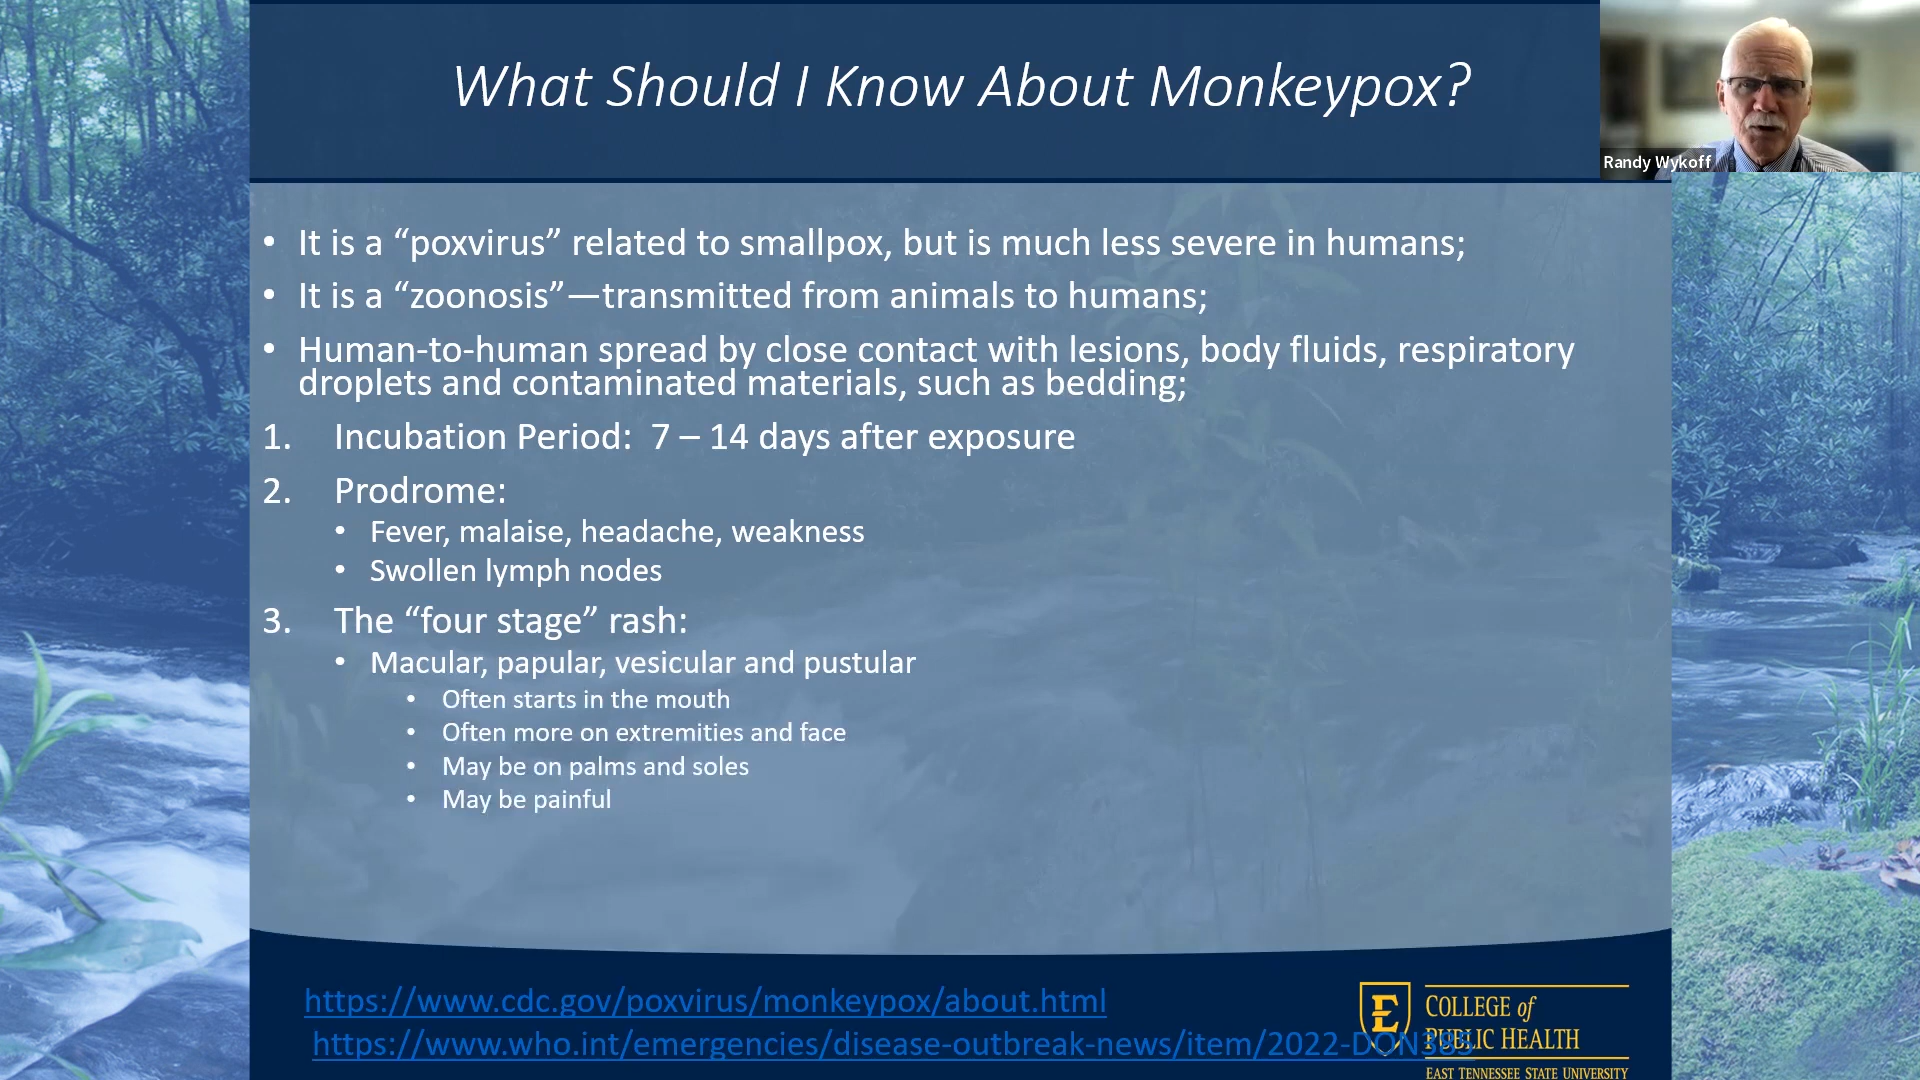 What Should I Know About Monkeypox?
Randy Wykoff
• It is a “poxvirus” related to smallpox, but is much less severe in humans;
• It is a “zoonosis”—transmitted from animals to humans;
• Human-to-human spread by close contact with lesions, body fluids, respiratory
droplets and contaminated materials, such as bedding;
1. Incubation Period: 7 – 14 days after exposure
2. Prodrome:
• Fever, malaise, headache, weakness
• Swollen lymph nodes
3. The “four stage” rash:
• Macular, papular, vesicular and pustular
• Often starts in the mouth
• Often more on extremities and face
• May be on palms and soles
• May be painful
https://www.cdc.gov/poxvirus/monkeypox/about.html
https://www.who.int/emergencies/disease-outbreak-news/item/2022-DON385
E
COLLEGE of
PUBLIC HEALTH
EAST TENNESSEE STATE UNIVERSITY